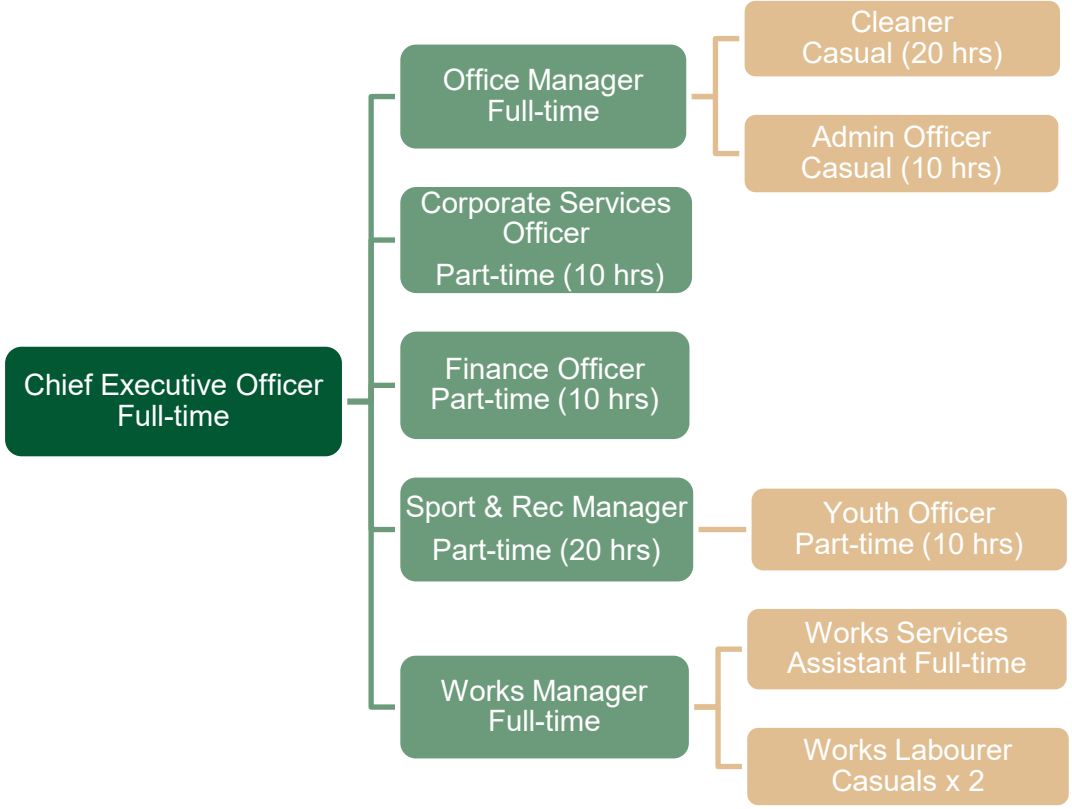 Chief Executive Officer
Full-time
Office Manager
Full-time
Cleaner
Casual (20 hrs)
Admin Officer
Casual (10 hrs)
Corporate Services
Officer
Part-time (10 hrs)
Finance Officer
Part-time (10 hrs)
Sport & Rec Manager
Part-time (20 hrs)
Youth Officer
Part-time (10 hrs)
Works Manager
Full-time
Works Services
Assistant Full-time
Works Labourer
Casuals x 2